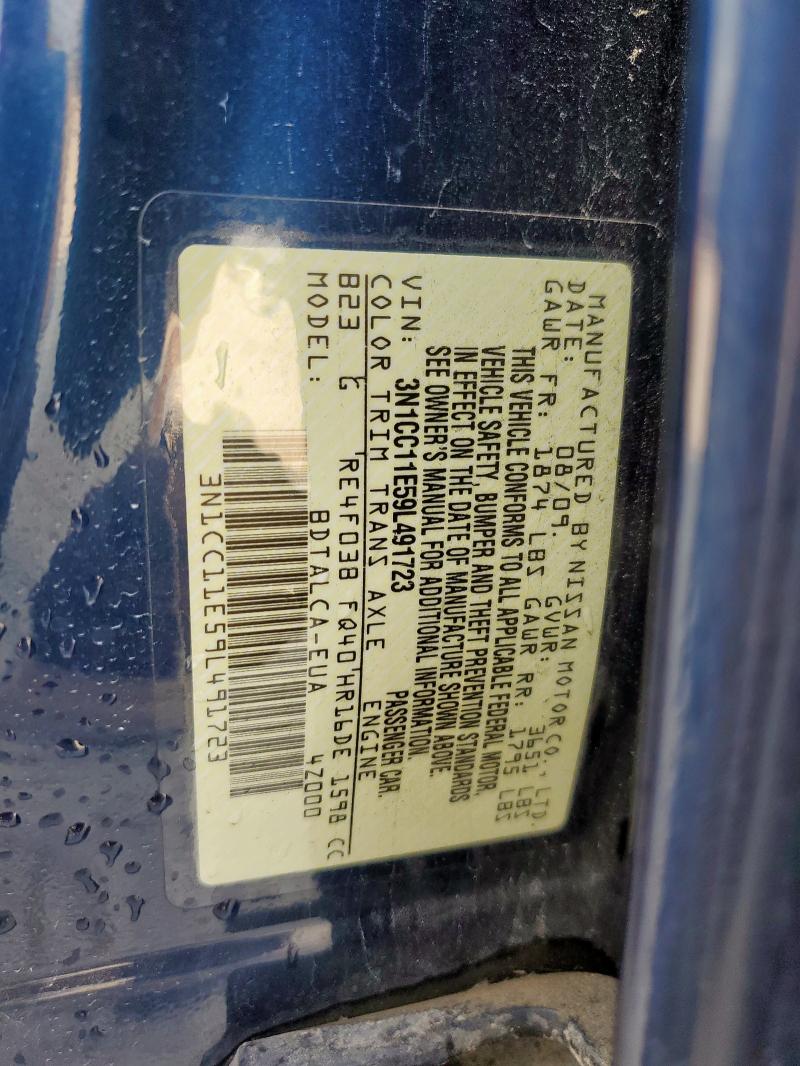 MANUFACTURED BY NISSAN MOTOR CO., LTD.
DATE: 08/09. GVWR: 3651 LBS
GAWR FR: 1874 LBS GAWR RR: 1795 LBS
THIS VEHICLE CONFORMS TO ALL APPLICABLE FEDERAL MOTOR
VEHICLE SAFETY, BUMPER AND THEFT PREVENTION STANDARDS
IN EFFECT ON THE DATE OF MANUFACTURE SHOWN ABOVE.
SEE OWNER'S MANUAL FOR ADDITIONAL INFORMATION.
VIN: 3N1CC11E59L491723 PASSENGER CAR.
COLOR TRIM TRANS AXLE ENGINE
B23 G RE4F03B FQ40 HR16DE 1598 CC
MODEL: BDTALCA-EUA 4Z000
3N1CC11E59L491723